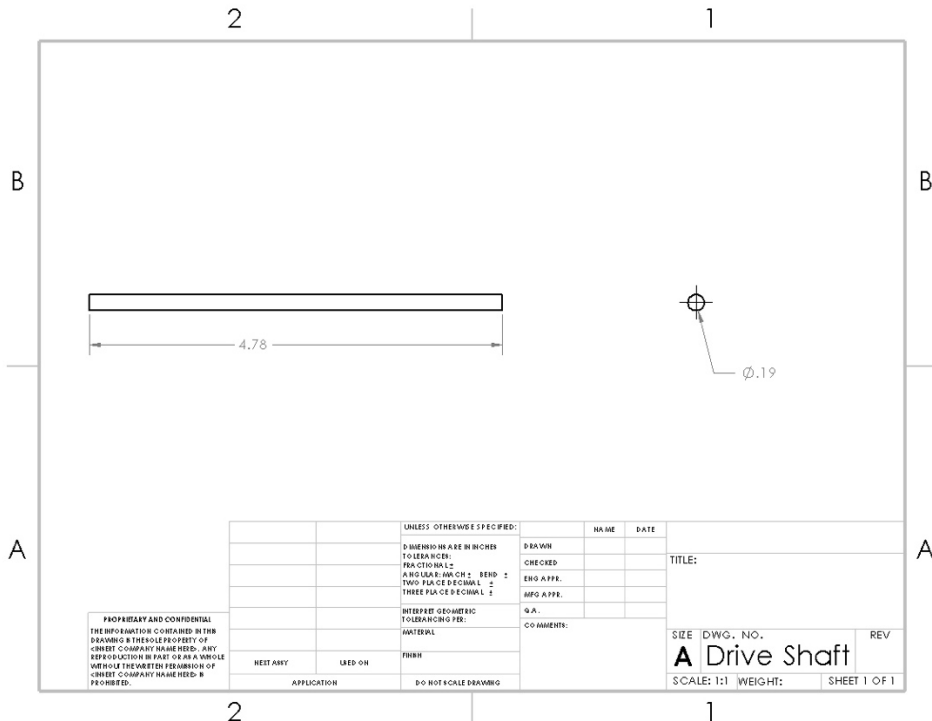 2 1
B B
4.78
Ø.19
A A
UNLESS OTHERWISE SPECIFIED:
DIMENSIONS ARE IN INCHES
TOLERANCES:
FRACTIONAL ±
ANGULAR: MACH ± BEND ±
TWO PLACE DECIMAL ±
THREE PLACE DECIMAL ±
INTERPRET GEOMETRIC
TOLERANCING PER:
MATERIAL
FINISH
DO NOT SCALE DRAWING
NAME DATE
DRAWN
CHECKED
ENG APPR.
MFG APPR.
Q.A.
COMMENTS:
PROPRIETARY AND CONFIDENTIAL
THE INFORMATION CONTAINED IN THIS
DRAWING IS THE SOLE PROPERTY OF
<INSERT COMPANY NAME HERE>. ANY
REPRODUCTION IN PART OR AS A WHOLE
WITHOUT THE WRITTEN PERMISSION OF
<INSERT COMPANY NAME HERE> IS
PROHIBITED.
NEXT ASSY USED ON
APPLICATION
TITLE:
SIZE DWG. NO. REV
A Drive Shaft
SCALE: 1:1 WEIGHT: SHEET 1 OF 1
2 1